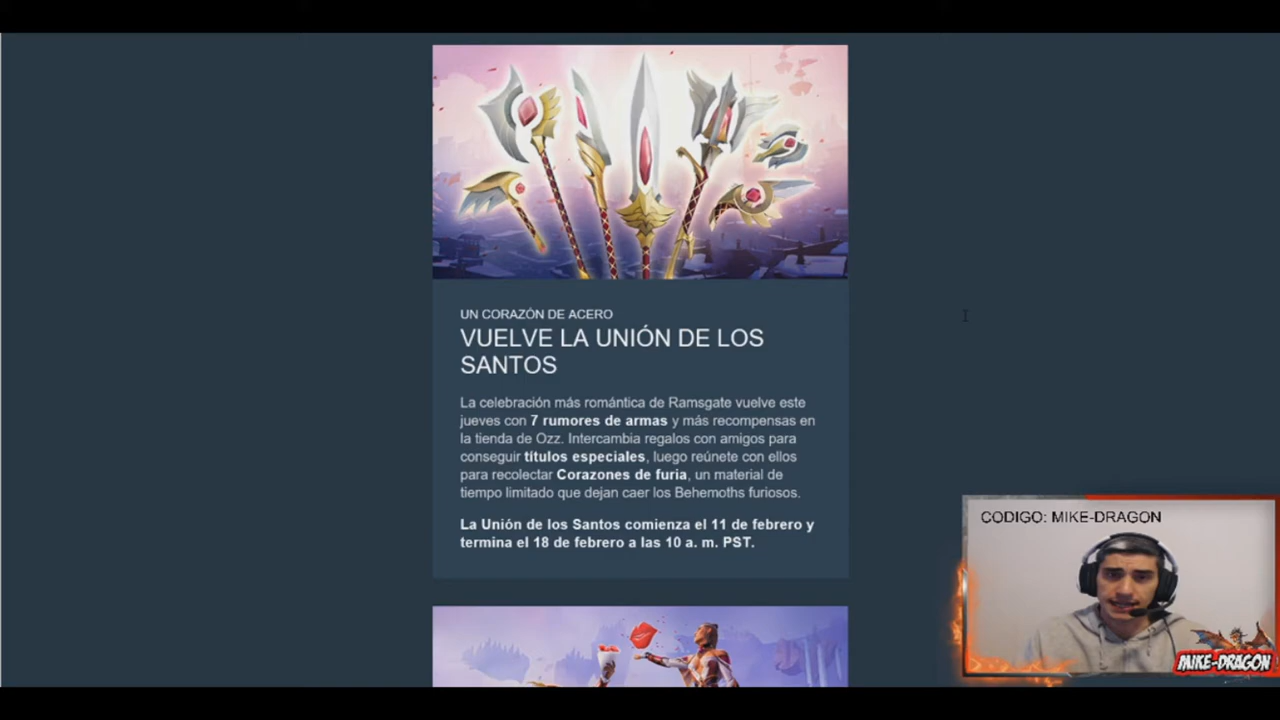 UN CORAZÓN DE ACERO
VUELVE LA UNIÓN DE LOS
SANTOS
La celebración más romántica de Ramsgate vuelve este
jueves con 7 rumores de armas y más recompensas en
la tienda de Ozz. Intercambia regalos con amigos para
conseguir títulos especiales, luego reúnete con ellos
para recolectar Corazones de furia, un material de
tiempo limitado que dejan caer los Behemoths furiosos.
La Unión de los Santos comienza el 11 de febrero y
termina el 18 de febrero a las 10 a. m. PST.
CODIGO: MIKE-DRAGON
MIKE-DRAGON